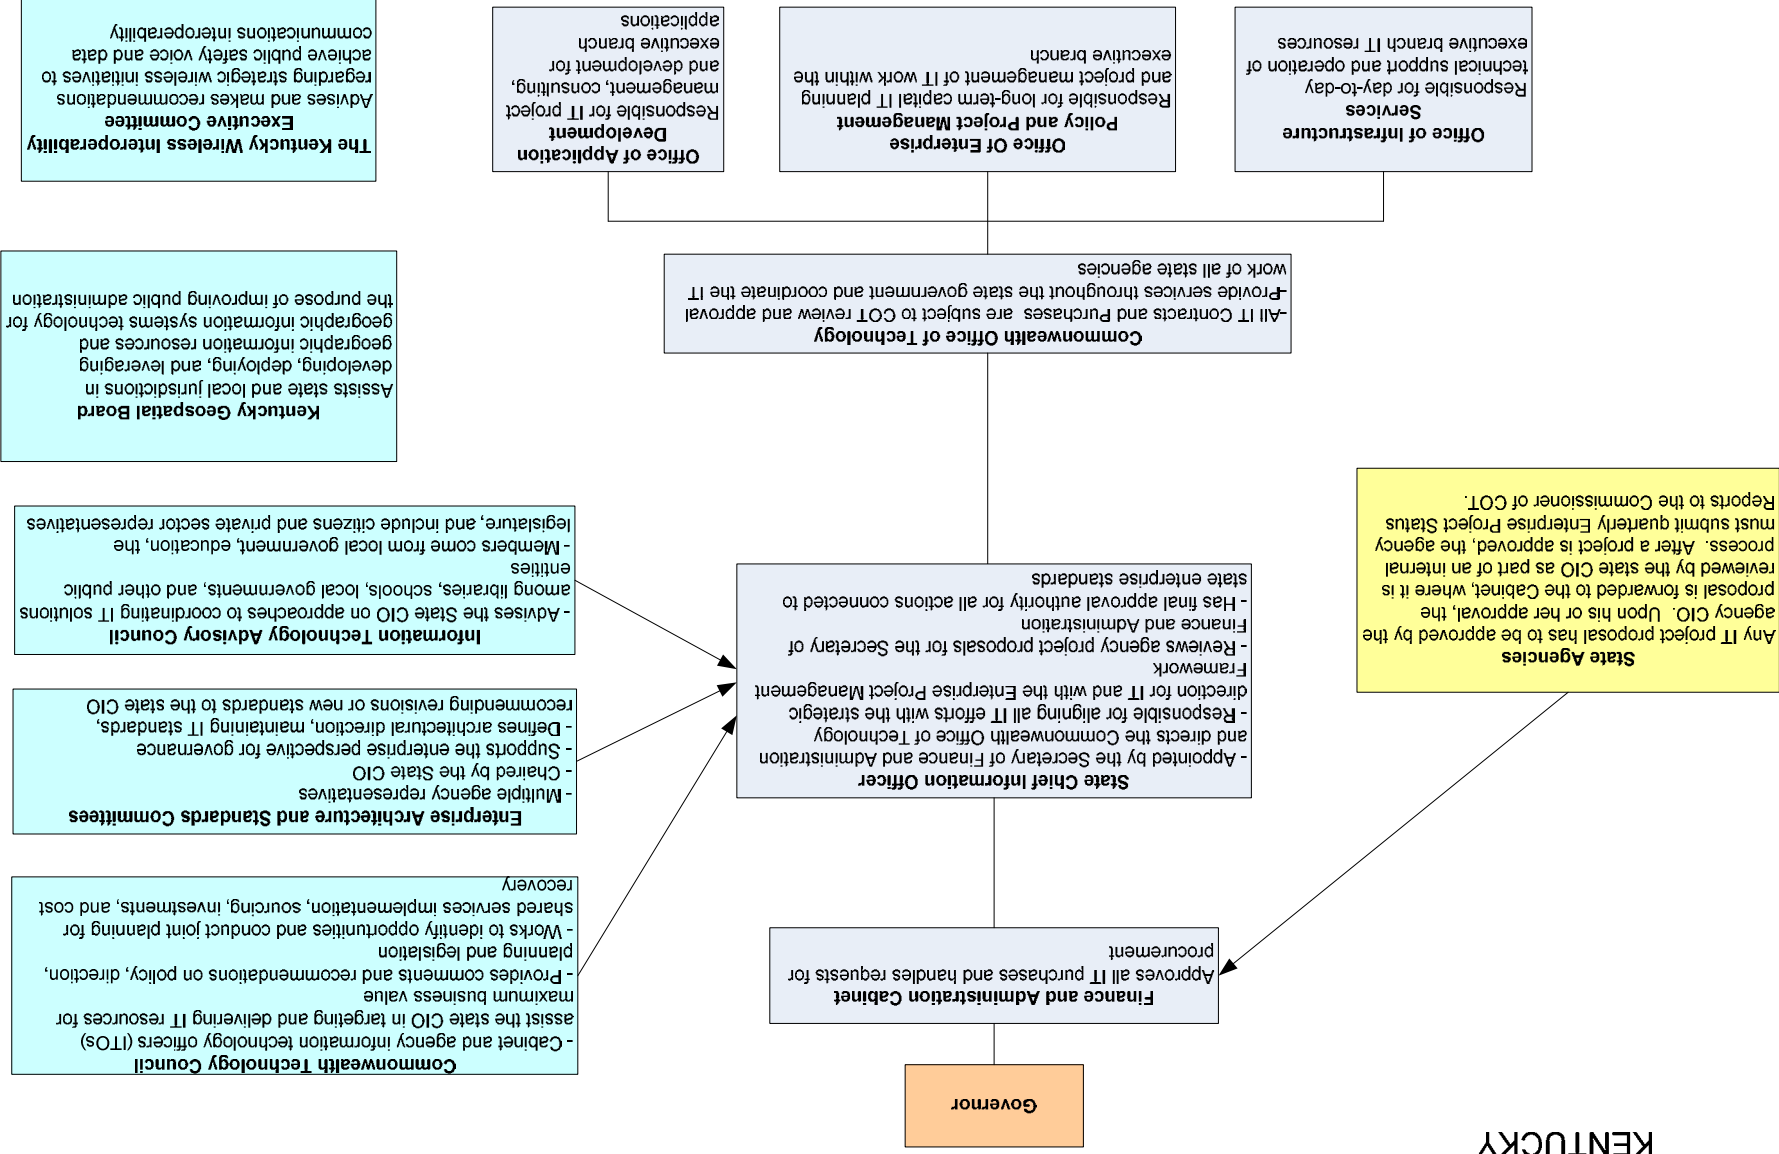 KENTUCKY
Governor
Finance and Administration Cabinet
Approves all IT purchases and handles requests for
procurement
Commonwealth Technology Council
- Cabinet and agency information technology officers (ITOs)
assist the state CIO in targeting and delivering IT resources for
maximum business value
- Provides comments and recommendations on policy, direction,
planning and legislation
- Works to identify opportunities and conduct joint planning for
shared services implementation, sourcing, investments, and cost
recovery
State Chief Information Officer
- Appointed by the Secretary of Finance and Administration
and directs the Commonwealth Office of Technology
- Responsible for aligning all IT efforts with the strategic
direction for IT and with the Enterprise Project Management
Framework
- Reviews agency project proposals for the Secretary of
Finance and Administration
- Has final approval authority for all actions connected to
state enterprise standards
Enterprise Architecture and Standards Committees
- Multiple agency representatives
- Chaired by the State CIO
- Supports the enterprise perspective for governance
- Defines architectural direction, maintaining IT standards,
recommending revisions or new standards to the state CIO
State Agencies
Any IT project proposal has to be approved by the
agency CIO.  Upon his or her approval, the
proposal is forwarded to the Cabinet, where it is
reviewed by the state CIO as part of an internal
process.  After a project is approved, the agency
must submit quarterly Enterprise Project Status
Reports to the Commissioner of COT.
Information Technology Advisory Council
- Advises the State CIO on approaches to coordinating IT solutions
among libraries, schools, local governments, and other public
entities
- Members come from local government, education, the
legislature, and include citizens and private sector representatives
Kentucky Geospatial Board
Assists state and local jurisdictions in
developing, deploying, and leveraging
geographic information resources and
geographic information systems technology for
the purpose of improving public administration
Commonwealth Office of Technology
-All IT Contracts and Purchases  are subject to COT review and approval
-Provide services throughout the state government and coordinate the IT
work of all state agencies
Office of Infrastructure
Services
Responsible for day-to-day
technical support and operation of
executive branch IT resources
Office Of Enterprise
Policy and Project Management
Responsible for long-term capital IT planning
and project management of IT work within the
executive branch
Office of Application
Development
Responsible for IT project
management, consulting,
and development for
executive branch
applications
The Kentucky Wireless Interoperability
Executive Committee
Advises and makes recommendations
regarding strategic wireless initiatives to
achieve public safety voice and data
communications interoperability